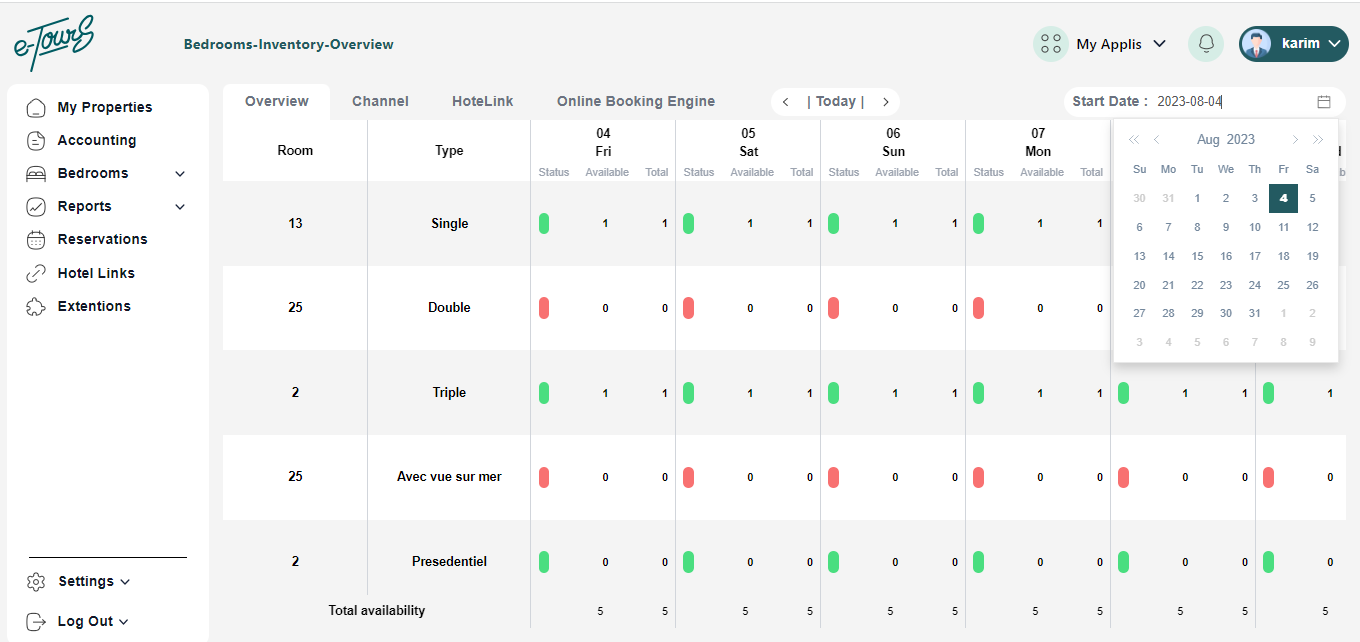 e-Tours
Bedrooms-Inventory-Overview
My Applis
karim
My Properties
Accounting
Bedrooms
Reports
Reservations
Hotel Links
Extentions
Settings
Log Out
Overview Channel HoteLink Online Booking Engine
< | Today | >
Start Date : 2023-08-04
Room Type
04 05 06 07
Fri Sat Sun Mon
Status Available Total Status Available Total Status Available Total Status Available Total
13 Single 1 1 1 1 1 1 1 1
25 Double 0 0 0 0 0 0 0 0
2 Triple 1 1 1 1 1 1 1 1 1 1 1
25 Avec vue sur mer 0 0 0 0 0 0 0 0 0 0 0
2 Presedentiel 0 0 0 0 0 0 0 0 0 0 0
Total availability 5 5 5 5 5 5 5 5 5 5 5
Aug 2023
Su Mo Tu We Th Fr Sa
30 31 1 2 3 4 5
6 7 8 9 10 11 12
13 14 15 16 17 18 19
20 21 22 23 24 25 26
27 28 29 30 31 1 2
3 4 5 6 7 8 9